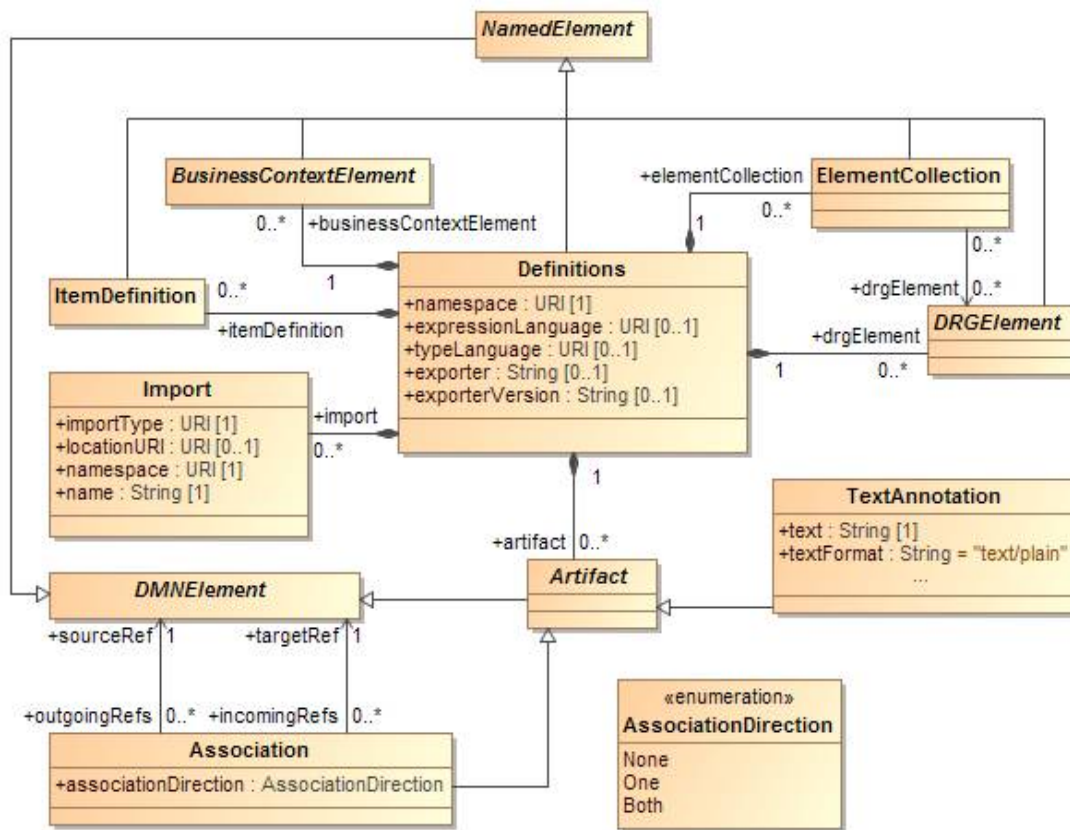 NamedElement
BusinessContextElement
+elementCollection
ElementCollection
0..*
+businessContextElement
0..*
1
0..*
1
Definitions
+namespace : URI [1]
+expressionLanguage : URI [0..1]
+typeLanguage : URI [0..1]
+exporter : String [0..1]
+exporterVersion : String [0..1]
ItemDefinition
0..*
+itemDefinition
+drgElement
0..*
DRGElement
+drgElement
1
0..*
Import
+importType : URI [1]
+locationURI : URI [0..1]
+namespace : URI [1]
+name : String [1]
+import
0..*
1
+artifact
0..*
TextAnnotation
+text : String [1]
+textFormat : String = "text/plain"
...
DMNElement
Artifact
+sourceRef
1
+targetRef
1
+outgoingRefs
0..*
+incomingRefs
0..*
Association
+associationDirection : AssociationDirection
«enumeration»
AssociationDirection
None
One
Both